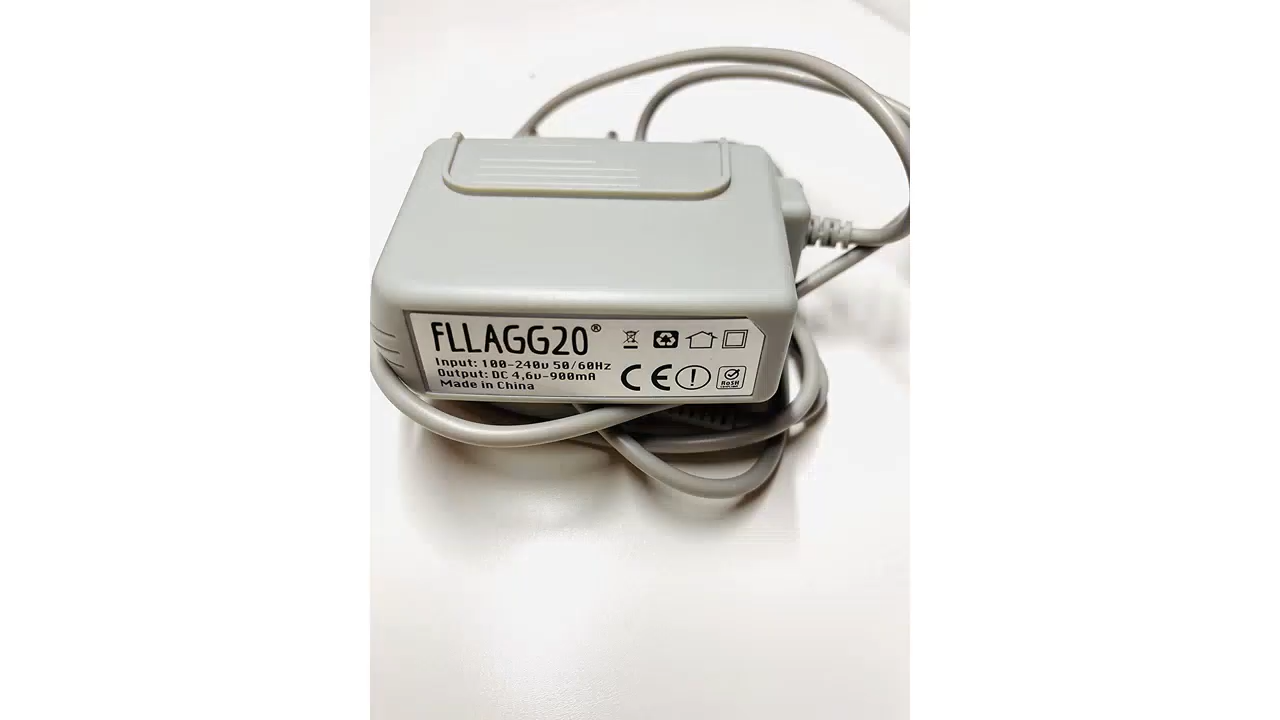 FLLAGG20®
Input: 100-240v 50/60Hz
Output: DC 4,6v-900mA
Made in China
CE
RoSH